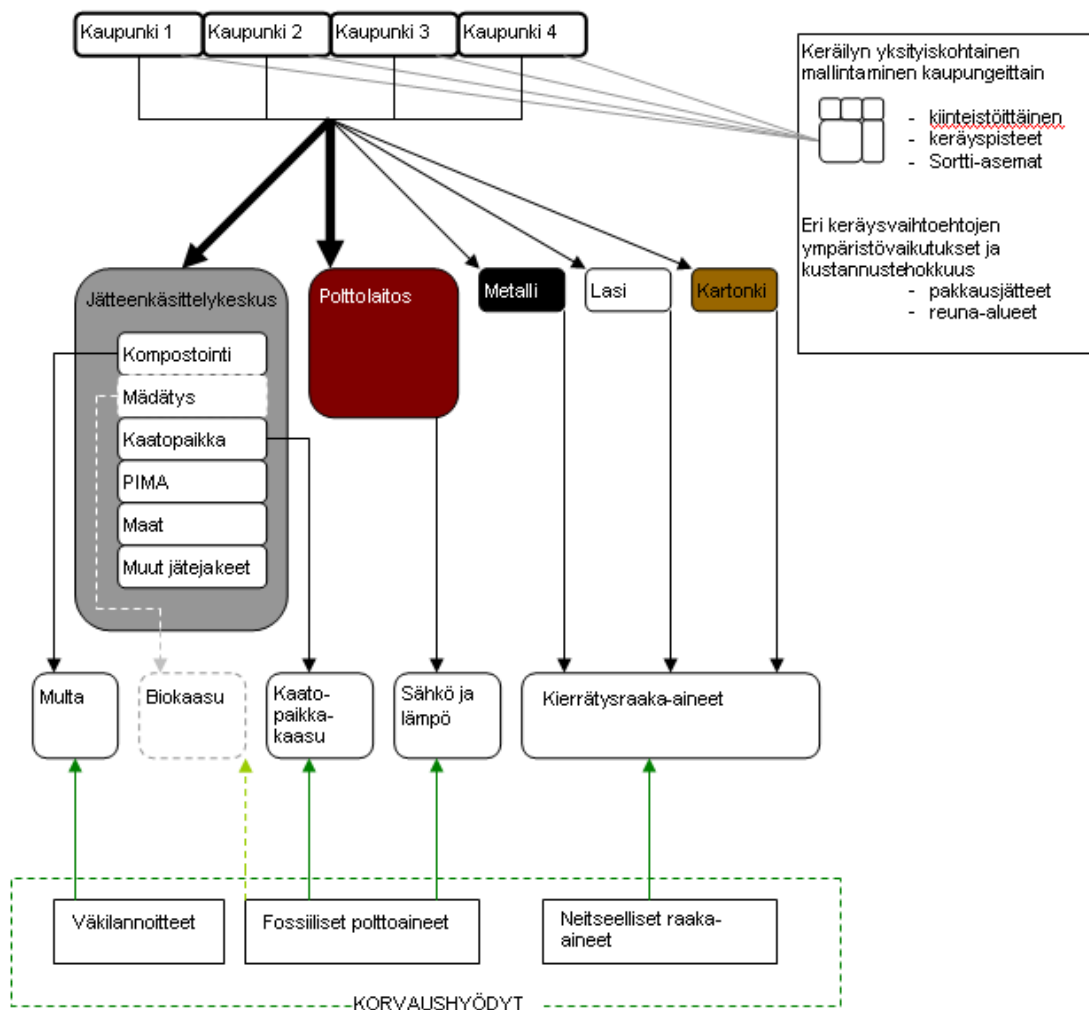 Kaupunki 1
Kaupunki 2
Kaupunki 3
Kaupunki 4
Keräilyn yksityiskohtainen
mallintaminen kaupungeittain
- kiinteistöittäinen
- keräyspisteet
- Sortti-asemat
Eri keräysvaihtoehtojen
ympäristövaikutukset ja
kustannustehokkuus
- pakkausjätteet
- reuna-alueet
Jätteenkäsittelykeskus
Polttolaitos
Metalli
Lasi
Kartonki
Kompostointi
Mädätys
Kaatopaikka
PIMA
Maat
Muut jätejakeet
Multa
Biokaasu
Kaato-
paikka-
kaasu
Sähkö ja
lämpö
Kierrätysraaka-aineet
Väkilannoitteet
Fossiiliset polttoaineet
Neitseelliset raaka-
aineet
KORVAUSHYÖDYT